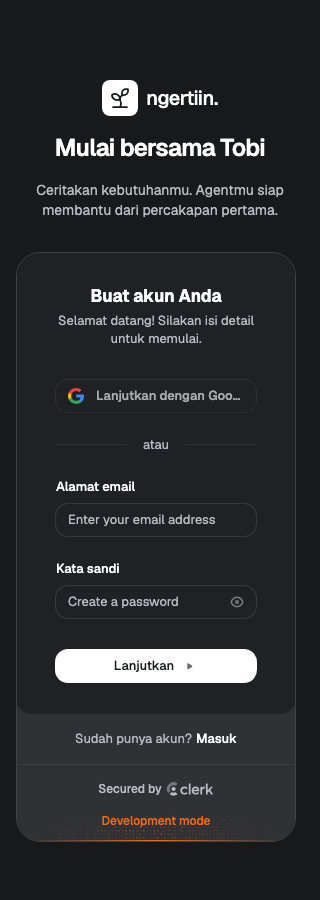 ngertiin.
Mulai bersama Tobi
Ceritakan kebutuhanmu. Agentmu siap
membantu dari percakapan pertama.
Buat akun Anda
Selamat datang! Silakan isi detail
untuk memulai.
Lanjutkan dengan Goo...
atau
Alamat email
Enter your email address
Kata sandi
Create a password
Lanjutkan
Sudah punya akun? Masuk
Secured by clerk
Development mode